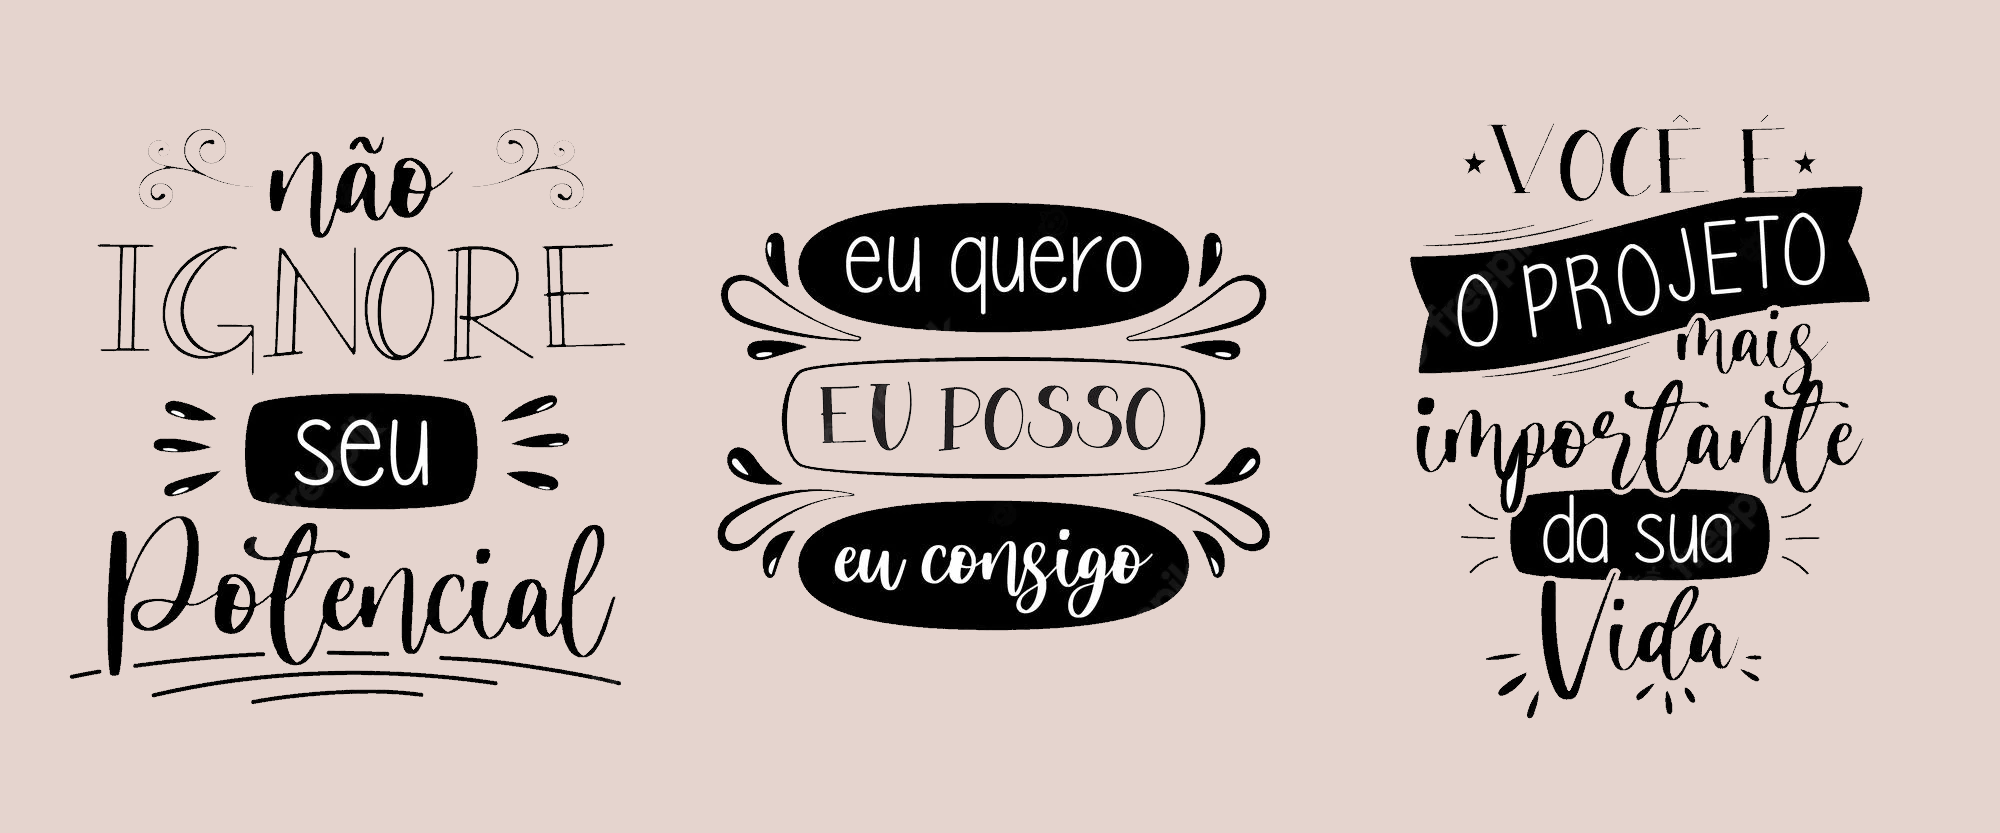 não
IGNORE
seu
Potencial
eu quero
EU POSSO
eu consigo
VOCÊ É
O PROJETO
mais
importante
da sua
Vida